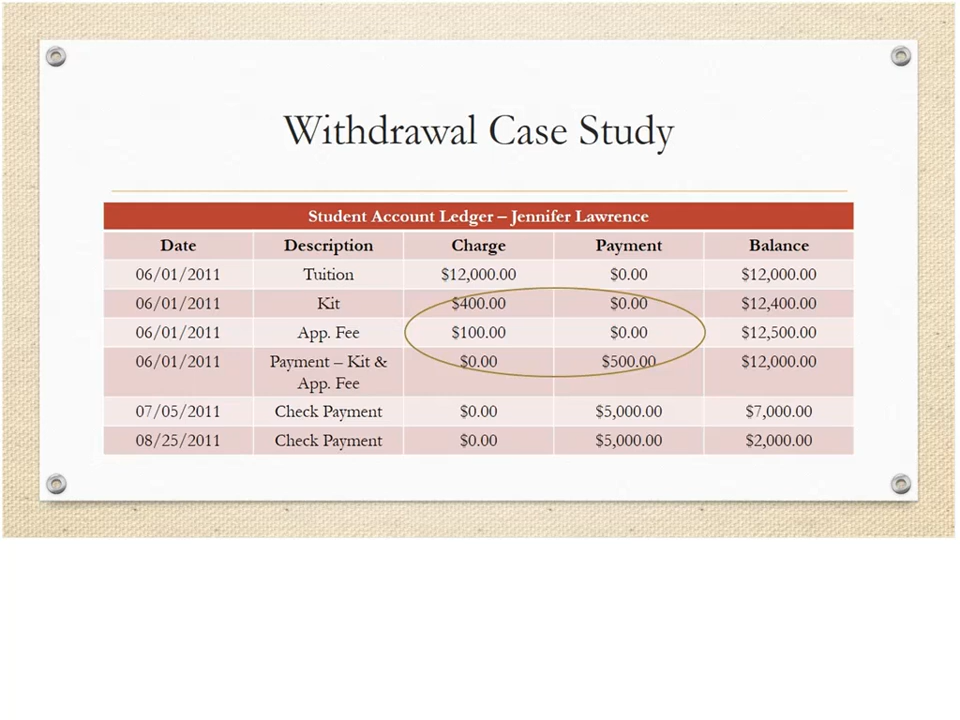 Withdrawal Case Study
Student Account Ledger – Jennifer Lawrence
Date Description Charge Payment Balance
06/01/2011 Tuition $12,000.00 $0.00 $12,000.00
06/01/2011 Kit $400.00 $0.00 $12,400.00
06/01/2011 App. Fee $100.00 $0.00 $12,500.00
06/01/2011 Payment – Kit & $0.00 $500.00 $12,000.00
App. Fee
07/05/2011 Check Payment $0.00 $5,000.00 $7,000.00
08/25/2011 Check Payment $0.00 $5,000.00 $2,000.00